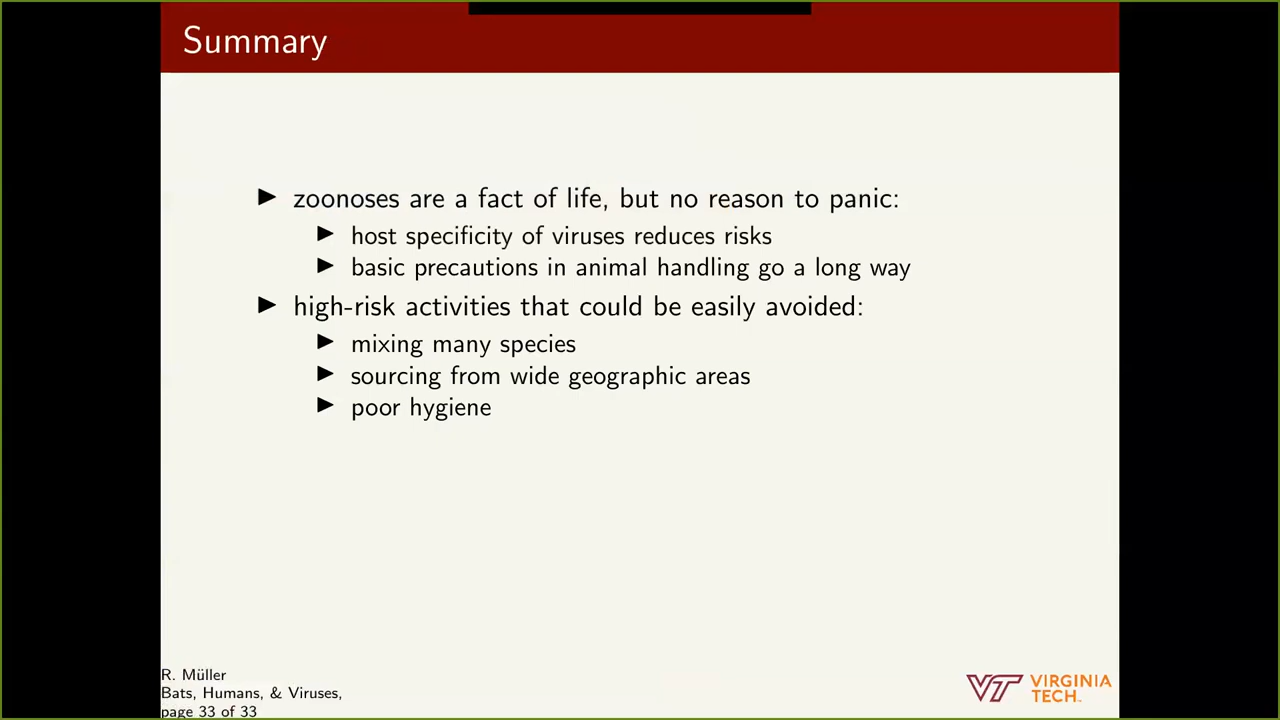 Summary
▶ zoonoses are a fact of life, but no reason to panic:
▶ host specificity of viruses reduces risks
▶ basic precautions in animal handling go a long way
▶ high-risk activities that could be easily avoided:
▶ mixing many species
▶ sourcing from wide geographic areas
▶ poor hygiene
R. Müller
Bats, Humans, & Viruses,
page 33 of 33
VT VIRGINIA
TECH™